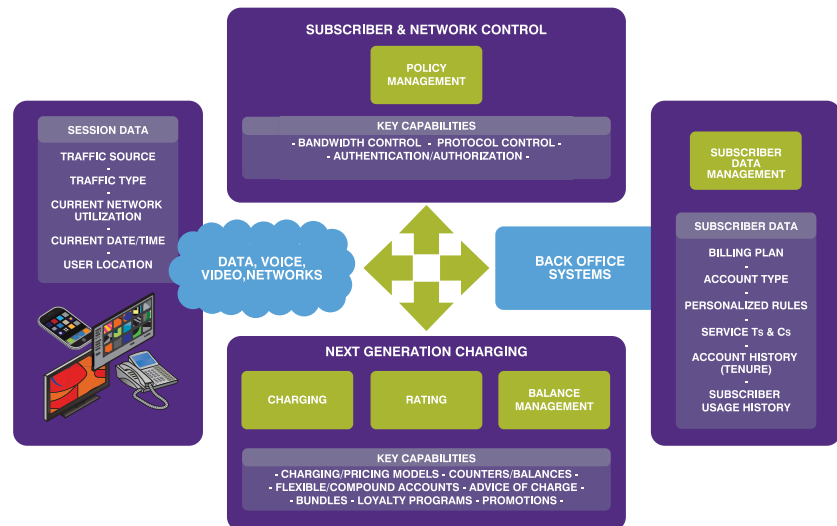 SUBSCRIBER & NETWORK CONTROL
POLICY
MANAGEMENT
KEY CAPABILITIES
- BANDWIDTH CONTROL - PROTOCOL CONTROL -
- AUTHENTICATION/AUTHORIZATION -
SESSION DATA
TRAFFIC SOURCE
-
TRAFFIC TYPE
-
CURRENT NETWORK
UTILIZATION
-
CURRENT DATE/TIME
-
USER LOCATION
DATA, VOICE,
VIDEO,NETWORKS
BACK OFFICE
SYSTEMS
SUBSCRIBER
DATA
MANAGEMENT
SUBSCRIBER DATA
BILLING PLAN
-
ACCOUNT TYPE
-
PERSONALIZED RULES
-
SERVICE Ts & Cs
-
ACCOUNT HISTORY
(TENURE)
-
SUBSCRIBER
USAGE HISTORY
NEXT GENERATION CHARGING
CHARGING
RATING
BALANCE
MANAGEMENT
KEY CAPABILITIES
- CHARGING/PRICING MODELS - COUNTERS/BALANCES -
- FLEXIBLE/COMPOUND ACCOUNTS - ADVICE OF CHARGE -
- BUNDLES - LOYALTY PROGRAMS - PROMOTIONS -